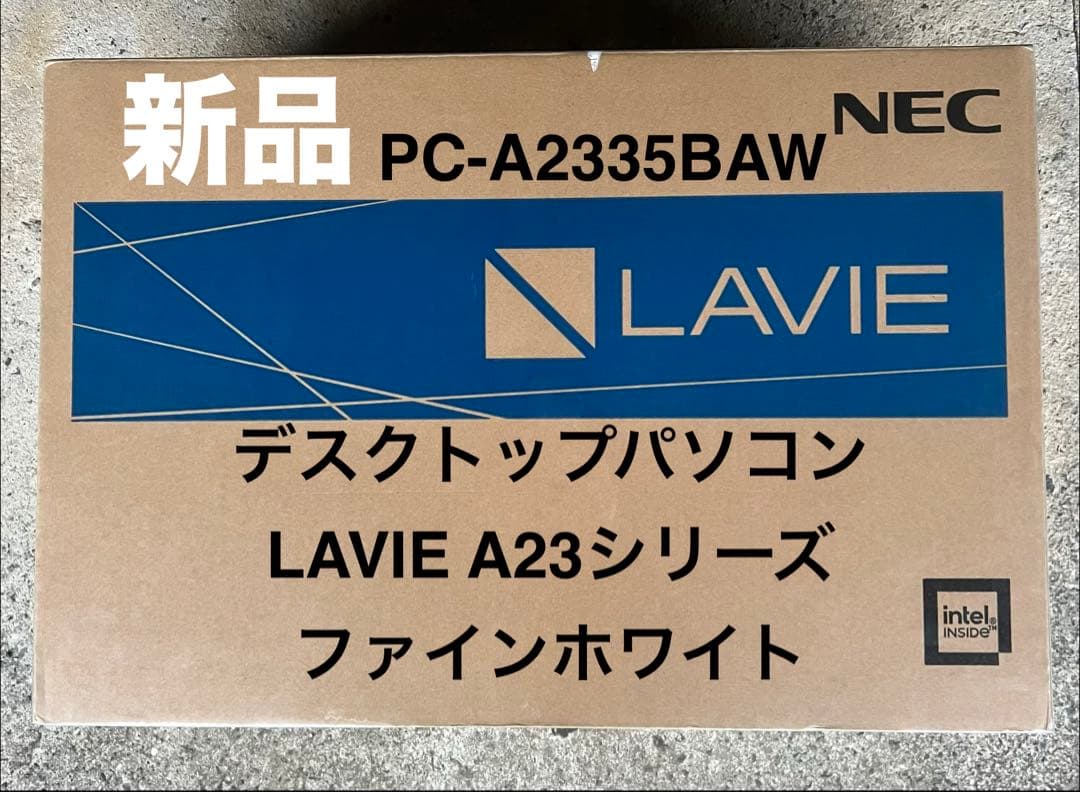 新品
PC-A2335BAW
NEC
LAVIE
デスクトップパソコン
LAVIE A23シリーズ
ファインホワイト
intel®
INSIDE™